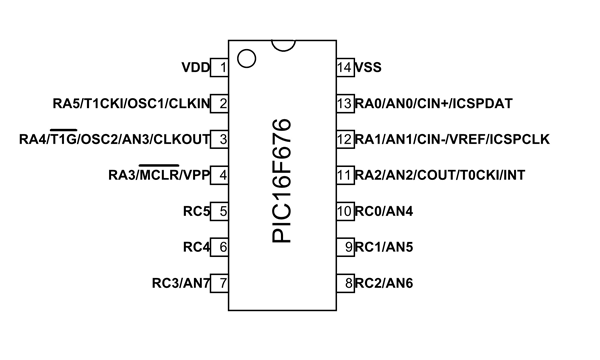 VDD 1 14 VSS
RA5/T1CKI/OSC1/CLKIN 2 13 RA0/AN0/CIN+/ICSPDAT
RA4/T1G/OSC2/AN3/CLKOUT 3 12 RA1/AN1/CIN-/VREF/ICSPCLK
RA3/MCLR/VPP 4 11 RA2/AN2/COUT/T0CKI/INT
RC5 5 10 RC0/AN4
RC4 6 9 RC1/AN5
RC3/AN7 7 8 RC2/AN6
PIC16F676